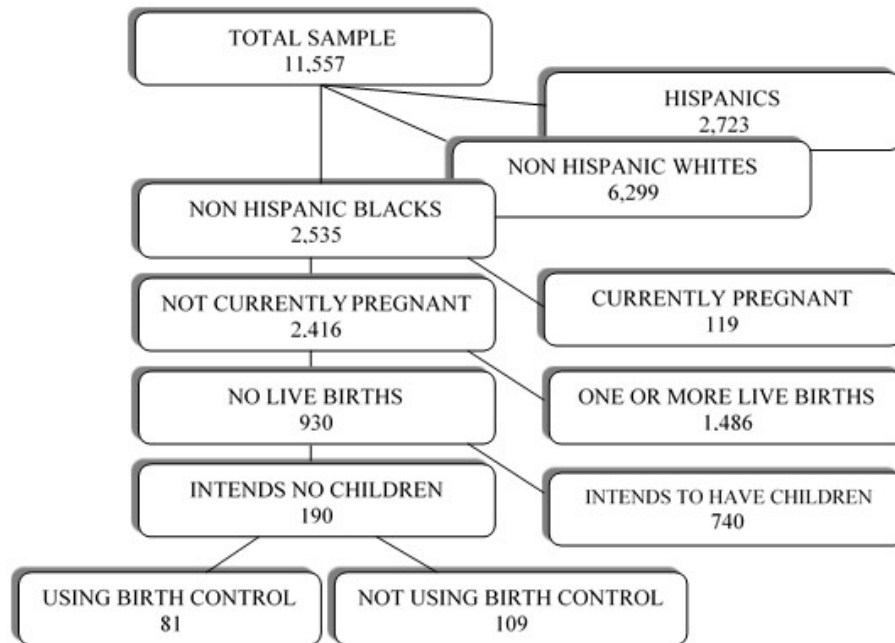 TOTAL SAMPLE
11,557
HISPANICS
2,723
NON HISPANIC WHITES
6,299
NON HISPANIC BLACKS
2,535
NOT CURRENTLY PREGNANT
2,416
CURRENTLY PREGNANT
119
NO LIVE BIRTHS
930
ONE OR MORE LIVE BIRTHS
1,486
INTENDS NO CHILDREN
190
INTENDS TO HAVE CHILDREN
740
USING BIRTH CONTROL
81
NOT USING BIRTH CONTROL
109